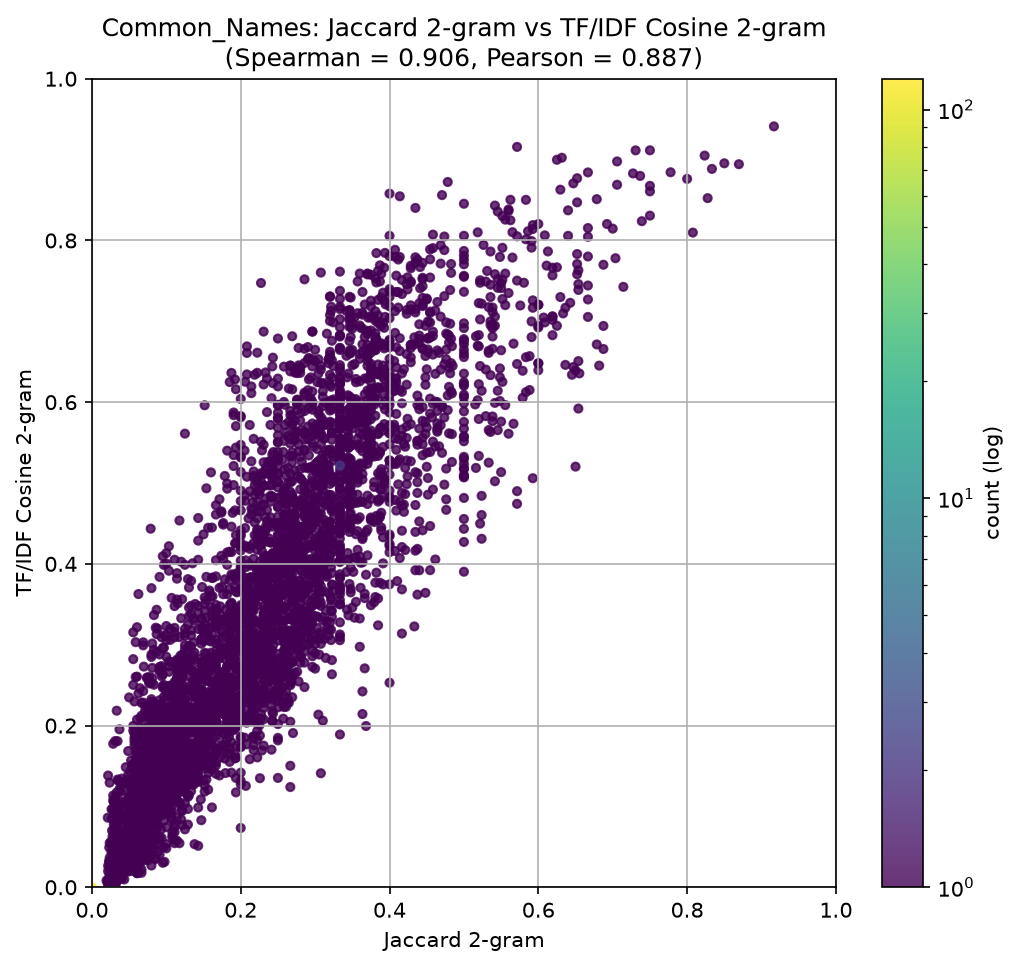 Common_Names: Jaccard 2-gram vs TF/IDF Cosine 2-gram
(Spearman = 0.906, Pearson = 0.887)
1.0
0.8
0.6
0.4
0.2
0.0
TF/IDF Cosine 2-gram
0.0 0.2 0.4 0.6 0.8 1.0
Jaccard 2-gram
10²
10¹
10⁰
count (log)